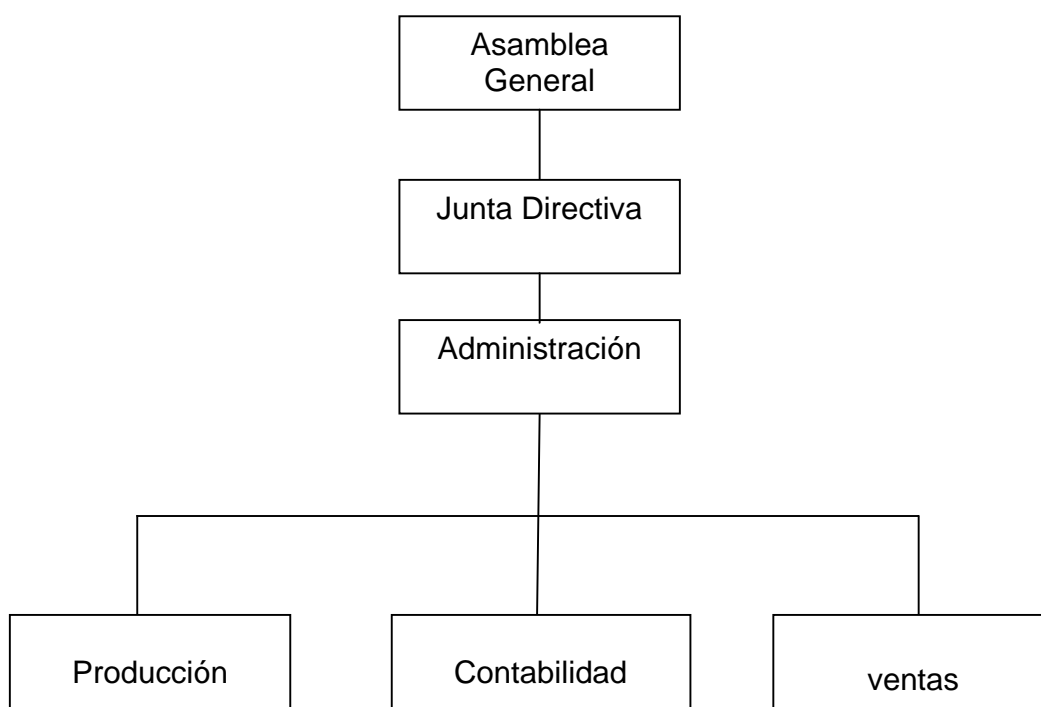 Asamblea
General
Junta Directiva
Administración
Producción
Contabilidad
ventas